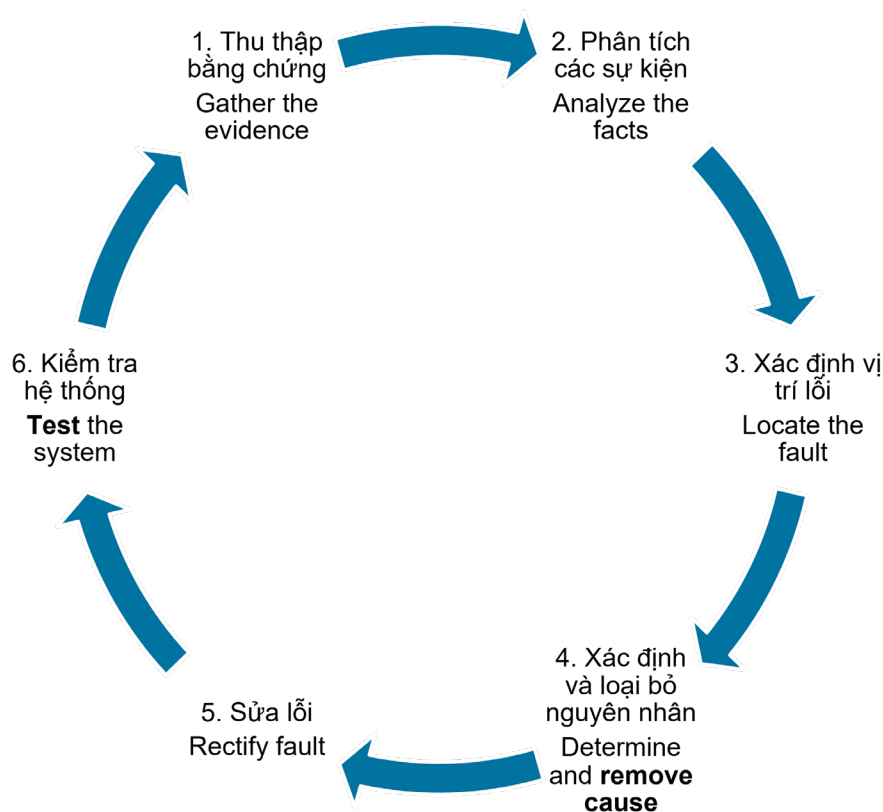 1. Thu thập
bằng chứng
Gather the
evidence
2. Phân tích
các sự kiện
Analyze the
facts
3. Xác định vị
trí lỗi
Locate the
fault
4. Xác định
và loại bỏ
nguyên nhân
Determine
and remove
cause
5. Sửa lỗi
Rectify fault
6. Kiểm tra
hệ thống
Test the
system